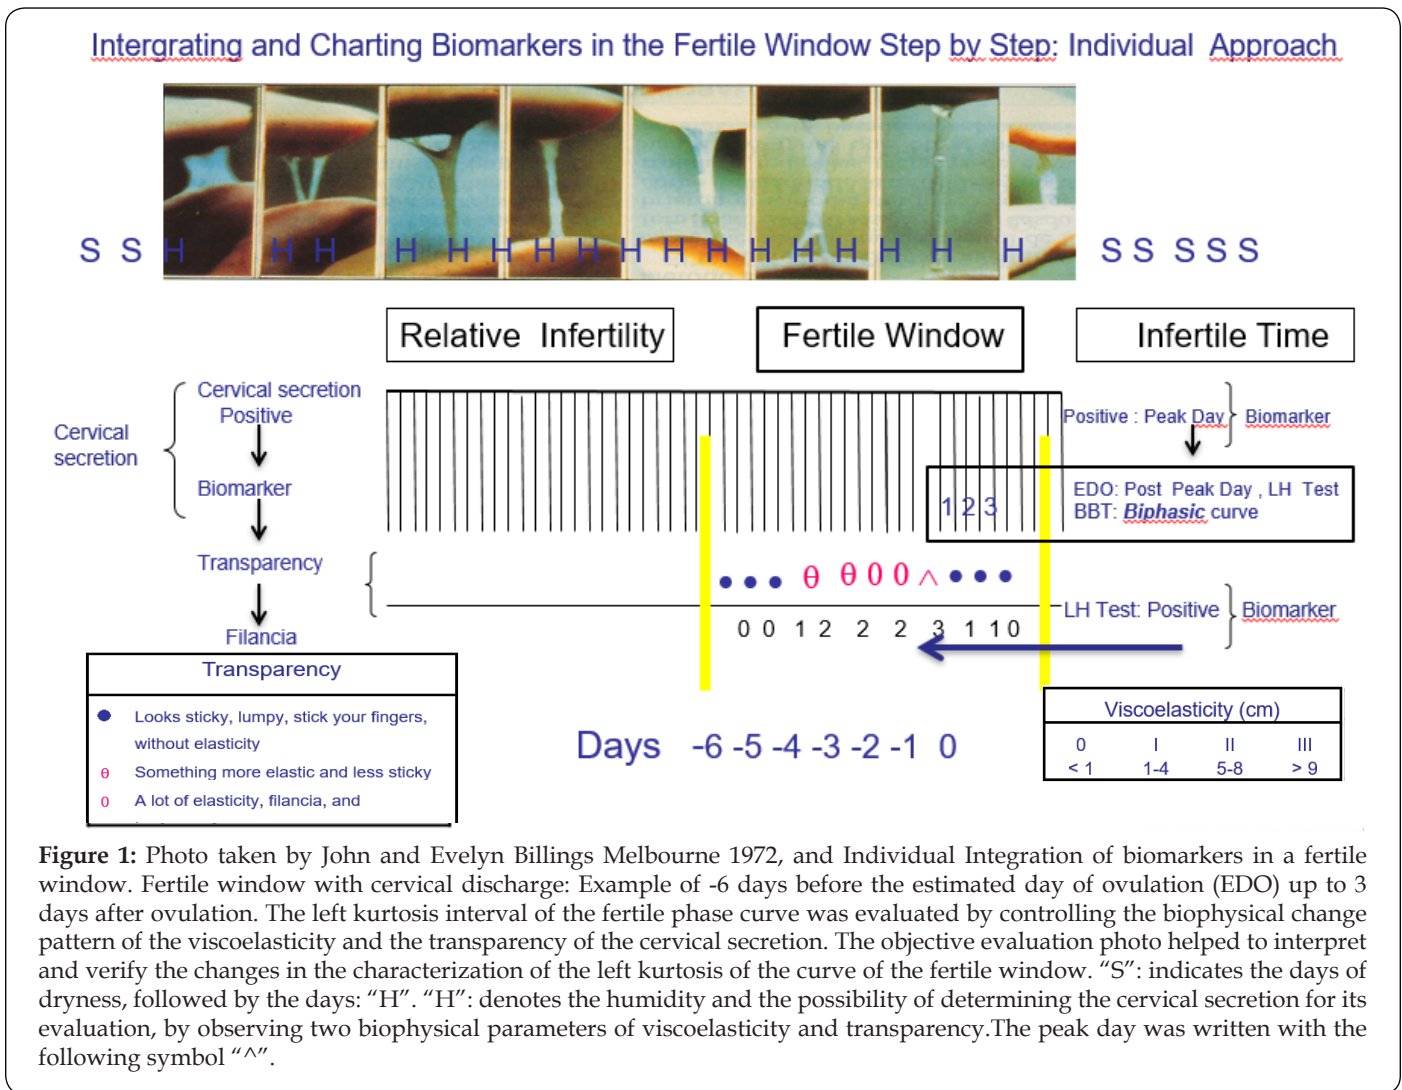 Intergrating and Charting Biomarkers in the Fertile Window Step by Step: Individual Approach
S S H H H H H H H H H H H H H H H H S S S S S
Relative Infertility
Fertile Window
Infertile Time
Cervical secretion
Positive
Cervical
secretion
Biomarker
Transparency
Filancia
Positive : Peak Day
Biomarker
1 2 3
EDO: Post Peak Day , LH Test
BBT: Biphasic curve
● ● ● θ θ 0 0 ^ ● ● ●
LH Test: Positive
Biomarker
0 0 1 2 2 2 3 1 1 0
Transparency
● Looks sticky, lumpy, stick your fingers,
without elasticity
θ Something more elastic and less sticky
0 A lot of elasticity, filancia, and
Days -6 -5 -4 -3 -2 -1 0
Viscoelasticity (cm)
0 I II III
< 1 1-4 5-8 > 9
Figure 1: Photo taken by John and Evelyn Billings Melbourne 1972, and Individual Integration of biomarkers in a fertile
window. Fertile window with cervical discharge: Example of -6 days before the estimated day of ovulation (EDO) up to 3
days after ovulation. The left kurtosis interval of the fertile phase curve was evaluated by controlling the biophysical change
pattern of the viscoelasticity and the transparency of the cervical secretion. The objective evaluation photo helped to interpret
and verify the changes in the characterization of the left kurtosis of the curve of the fertile window. “S”: indicates the days of
dryness, followed by the days: “H”. “H”: denotes the humidity and the possibility of determining the cervical secretion for its
evaluation, by observing two biophysical parameters of viscoelasticity and transparency.The peak day was written with the
following symbol “^”.